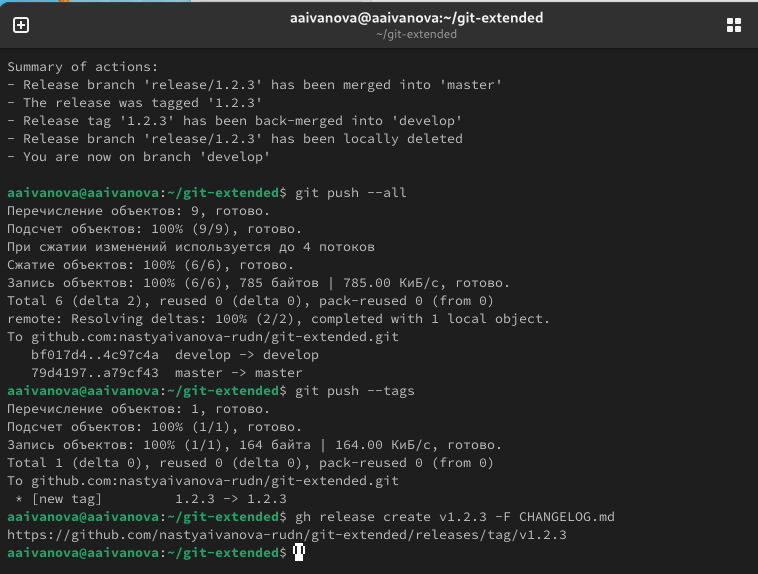 aaivanova@aaivanova:~/git-extended
~/git-extended
Summary of actions:
- Release branch 'release/1.2.3' has been merged into 'master'
- The release was tagged '1.2.3'
- Release tag '1.2.3' has been back-merged into 'develop'
- Release branch 'release/1.2.3' has been locally deleted
- You are now on branch 'develop'
aaivanova@aaivanova:~/git-extended$ git push --all
Перечисление объектов: 9, готово.
Подсчет объектов: 100% (9/9), готово.
При сжатии изменений используется до 4 потоков
Сжатие объектов: 100% (6/6), готово.
Запись объектов: 100% (6/6), 785 байтов | 785.00 КиБ/с, готово.
Total 6 (delta 2), reused 0 (delta 0), pack-reused 0 (from 0)
remote: Resolving deltas: 100% (2/2), completed with 1 local object.
To github.com:nastyaivanova-rudn/git-extended.git
   bf017d4..4c97c4a  develop -> develop
   79d4197..a79cf43  master -> master
aaivanova@aaivanova:~/git-extended$ git push --tags
Перечисление объектов: 1, готово.
Подсчет объектов: 100% (1/1), готово.
Запись объектов: 100% (1/1), 164 байта | 164.00 КиБ/с, готово.
Total 1 (delta 0), reused 0 (delta 0), pack-reused 0 (from 0)
To github.com:nastyaivanova-rudn/git-extended.git
 * [new tag]         1.2.3 -> 1.2.3
aaivanova@aaivanova:~/git-extended$ gh release create v1.2.3 -F CHANGELOG.md
https://github.com/nastyaivanova-rudn/git-extended/releases/tag/v1.2.3
aaivanova@aaivanova:~/git-extended$